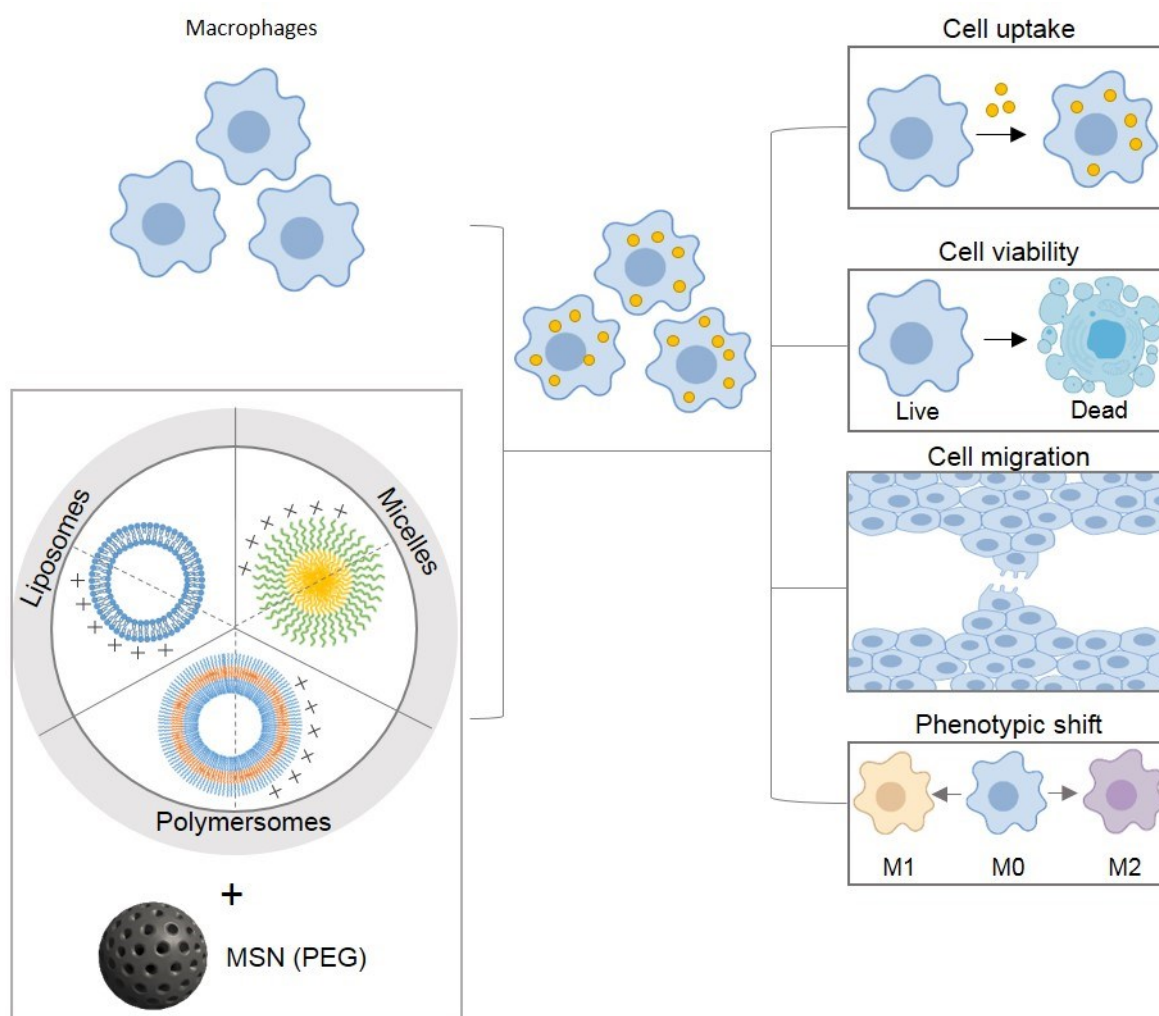 Macrophages
Cell uptake
Cell viability
Live
Dead
Cell migration
Phenotypic shift
M1
M0
M2
Liposomes
Micelles
Polymersomes
+
MSN (PEG)